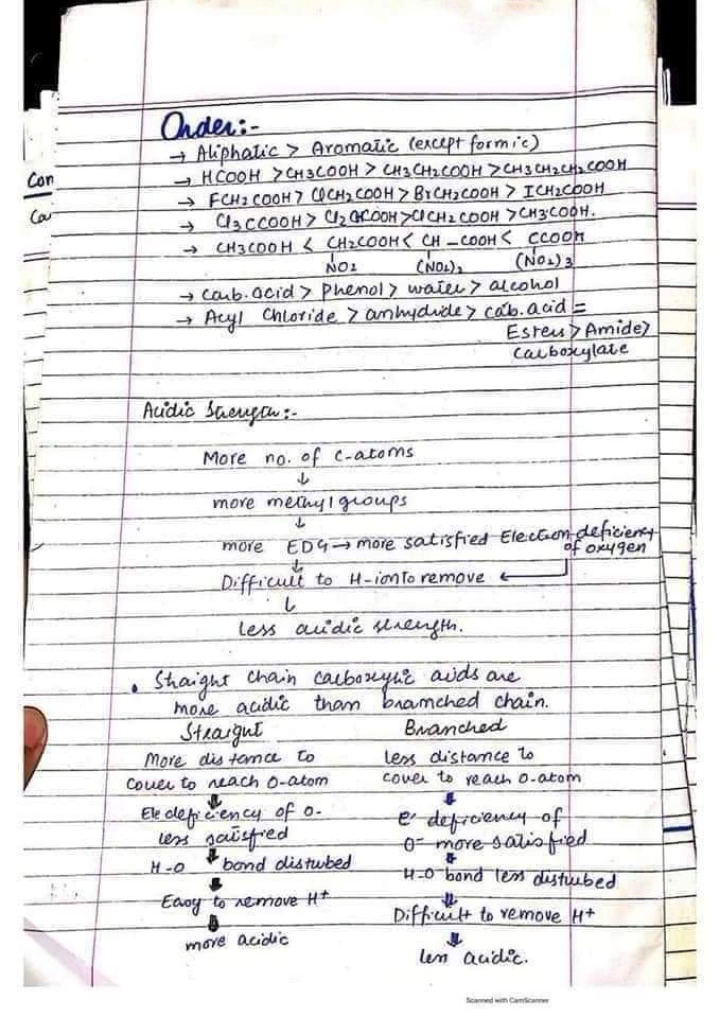 Order:-
→ Aliphatic > Aromatic (except formic)
→ HCOOH > CH3COOH > CH3CH2COOH > CH3CH2CH2COOH
→ FCH2COOH > ClCH2COOH > BrCH2COOH > ICH2COOH
→ Cl3CCOOH > Cl2CHCOOH > ClCH2COOH > CH3COOH.
→ CH3COOH < CH2COOH < CH-COOH < CCOOH
NO2 (NO2)2 (NO2)3
→ carb. acid > Phenol > water > alcohol
→ Acyl Chloride > anhydride > cab. acid =
Esters > Amide >
Carboxylate
Con
Ca
Acidic Strength:-
More no. of C-atoms
↓
more methyl groups
↓
more EDG → more satisfied Electron deficiency
of oxygen
↓
Difficult to H-ion to remove ←
↓
less acidic strength.
• Straight chain carboxylic acids are
more acidic than bramched chain.
Straight Branched
More distance to less distance to
cover to reach O-atom cover to reach O-atom
Ele deficiency of O- e- deficiency of
less satisfied O- more satisfied
H-O bond disturbed H-O bond less disturbed
Easy to remove H+ Difficult to remove H+
more acidic less acidic.
Scanned with CamScanner